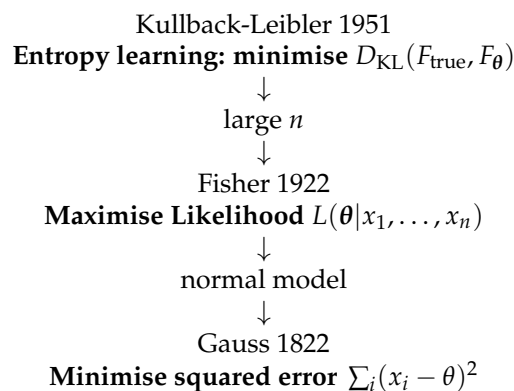 Kullback-Leibler 1951
Entropy learning: minimise D_KL(F_true, F_θ)
↓
large n
↓
Fisher 1922
Maximise Likelihood L(θ|x_1, . . . , x_n)
↓
normal model
↓
Gauss 1822
Minimise squared error ∑_i(x_i − θ)^2